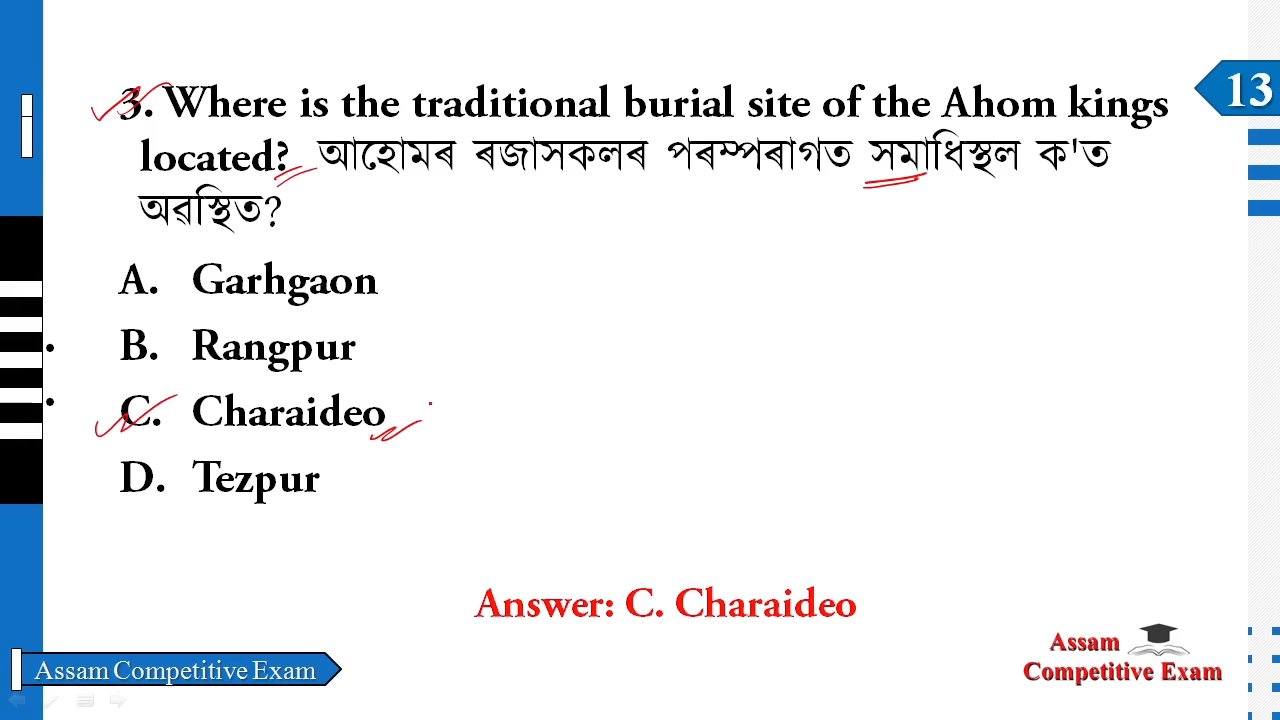 13
3. Where is the traditional burial site of the Ahom kings
located? আহোমৰ ৰজাসকলৰ পৰম্পৰাগত সমাধিস্থল ক'ত
অৱস্থিত?
A. Garhgaon
B. Rangpur
C. Charaideo
D. Tezpur
Answer: C. Charaideo
Assam Competitive Exam
Assam
Competitive Exam